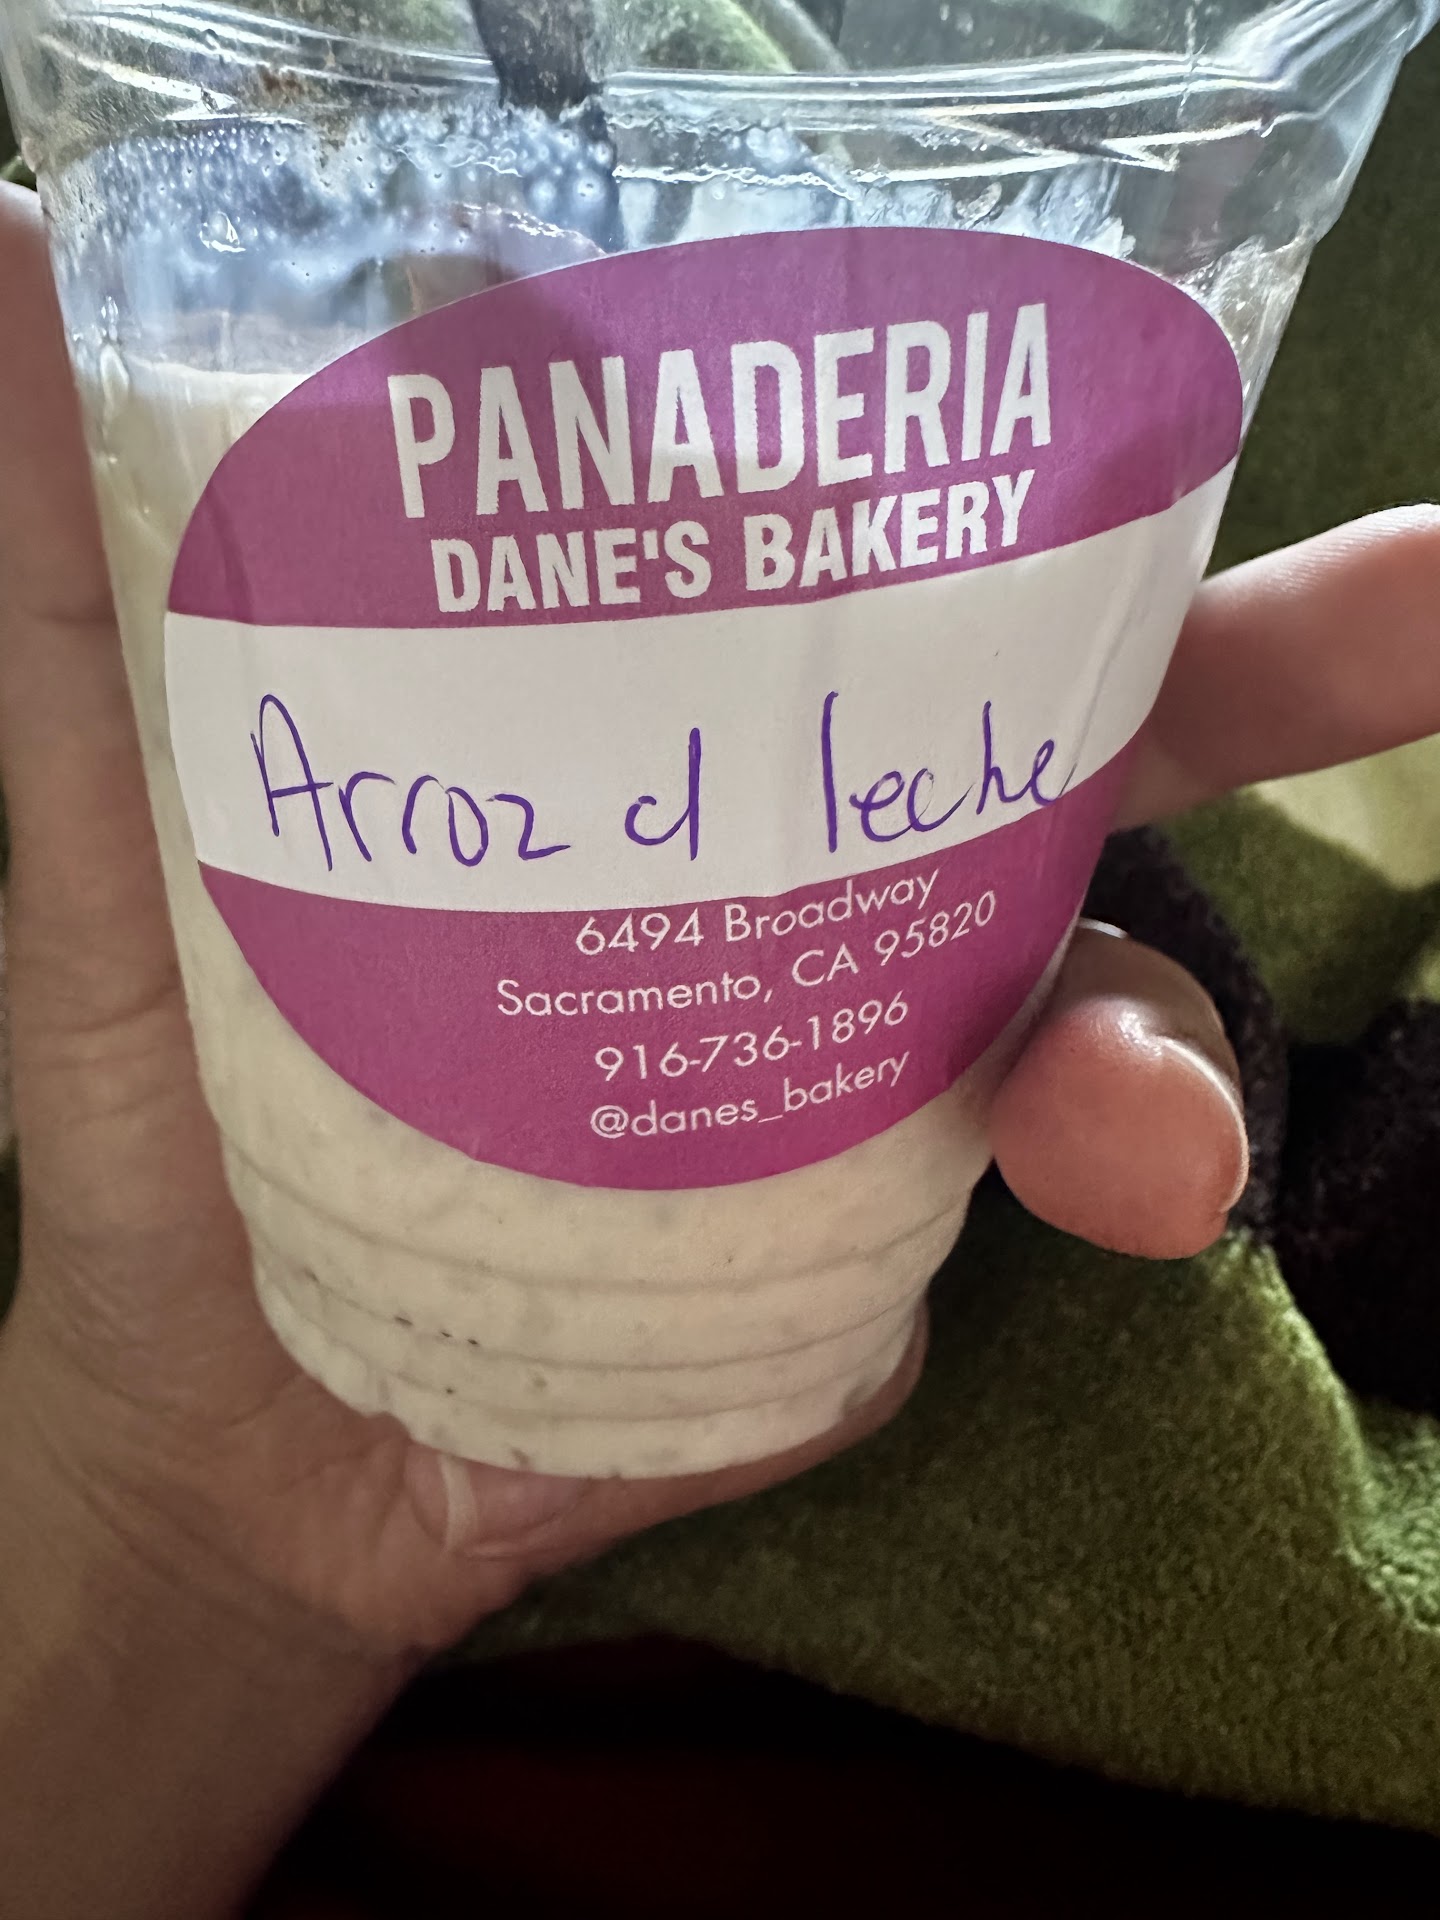 PANADERIA
DANE'S BAKERY
Arroz d leche
6494 Broadway
Sacramento, CA 95820
916-736-1896
@danes_bakery